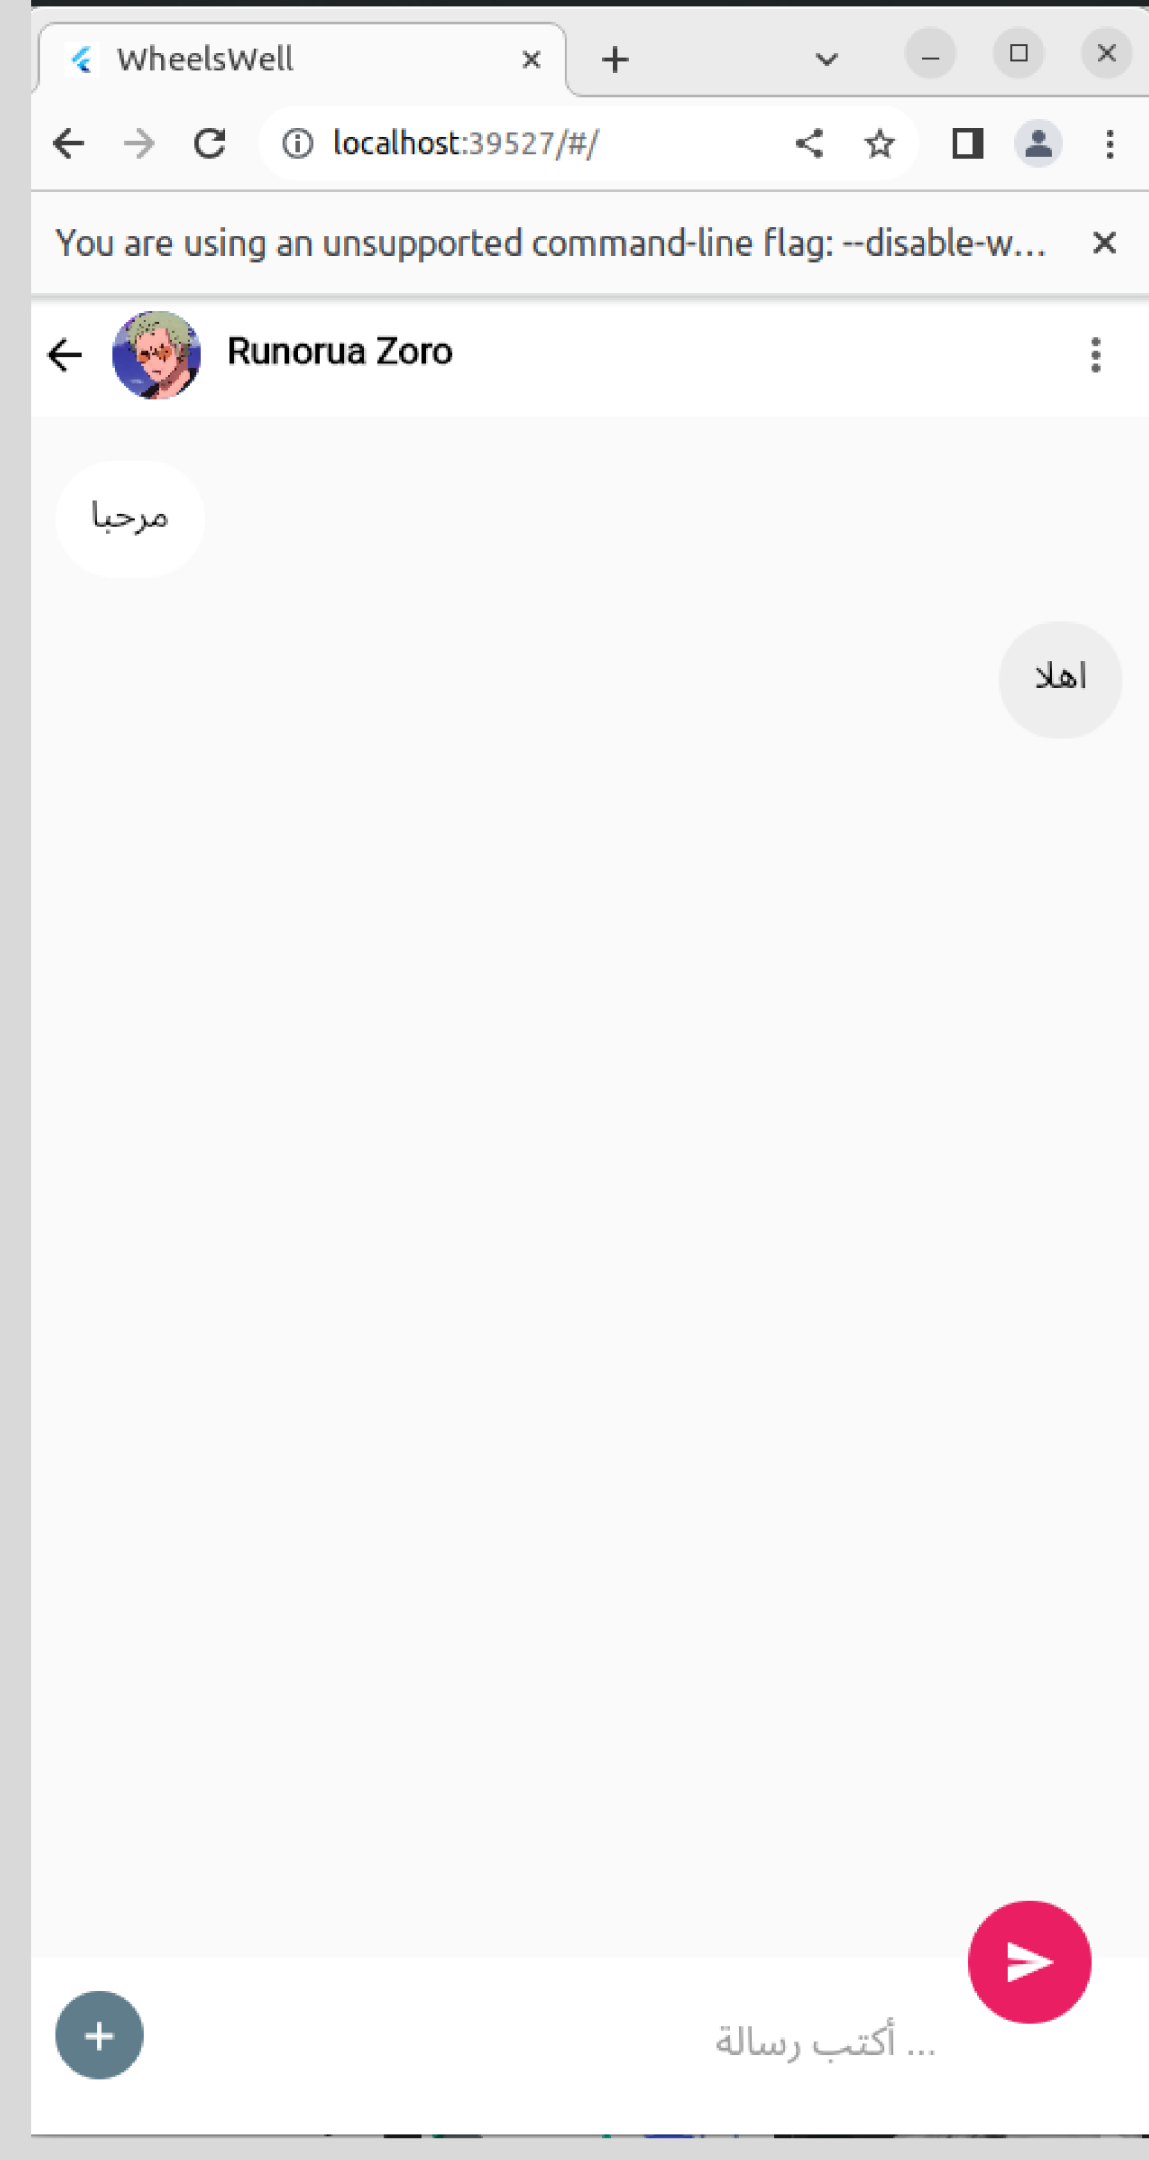 WheelsWell
localhost:39527/#/
You are using an unsupported command-line flag: --disable-w...
Runorua Zoro
مرحبا
اهلا
أكتب رسالة ...